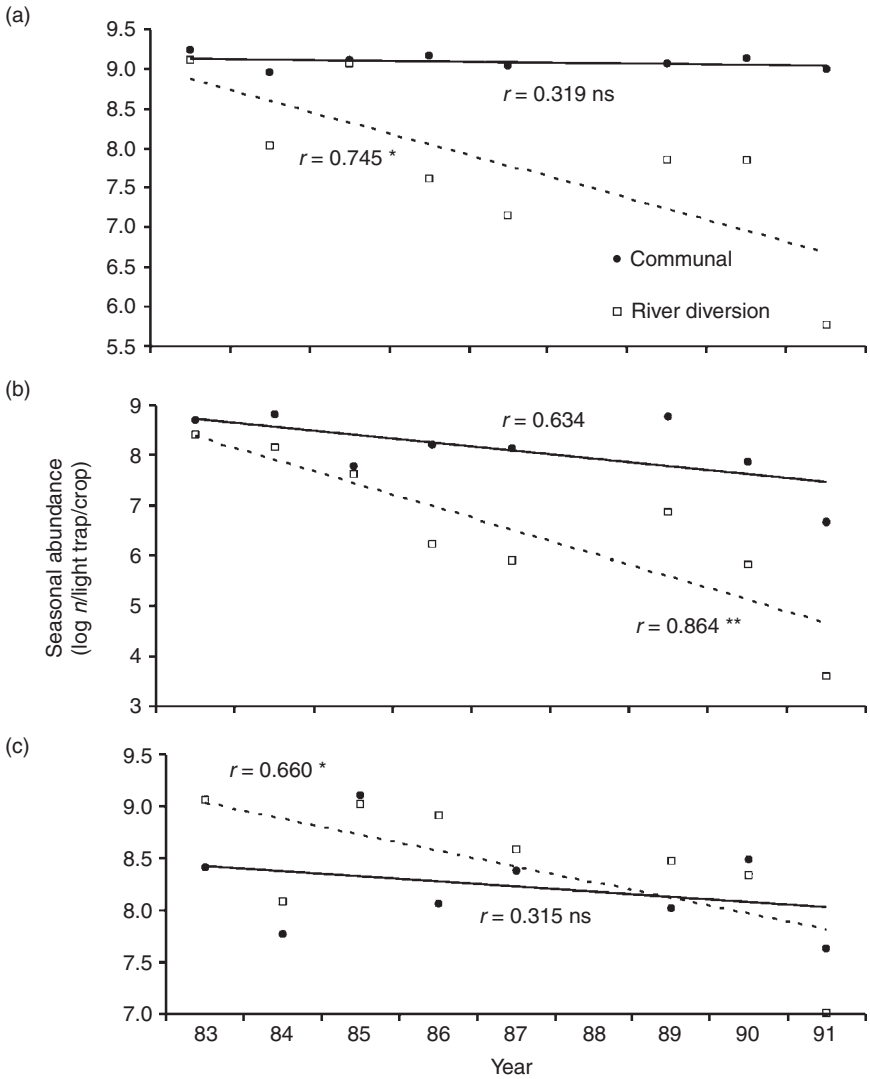 (a)
9.5
9.0
8.5
8.0
7.5
7.0
6.5
6.0
5.5
r = 0.319 ns
r = 0.745 *
Communal
River diversion
(b)
9
8
7
6
5
4
3
r = 0.634
r = 0.864 **
Seasonal abundance
(log n/light trap/crop)
(c)
9.5
9.0
8.5
8.0
7.5
7.0
r = 0.660 *
r = 0.315 ns
83 84 85 86 87 88 89 90 91
Year